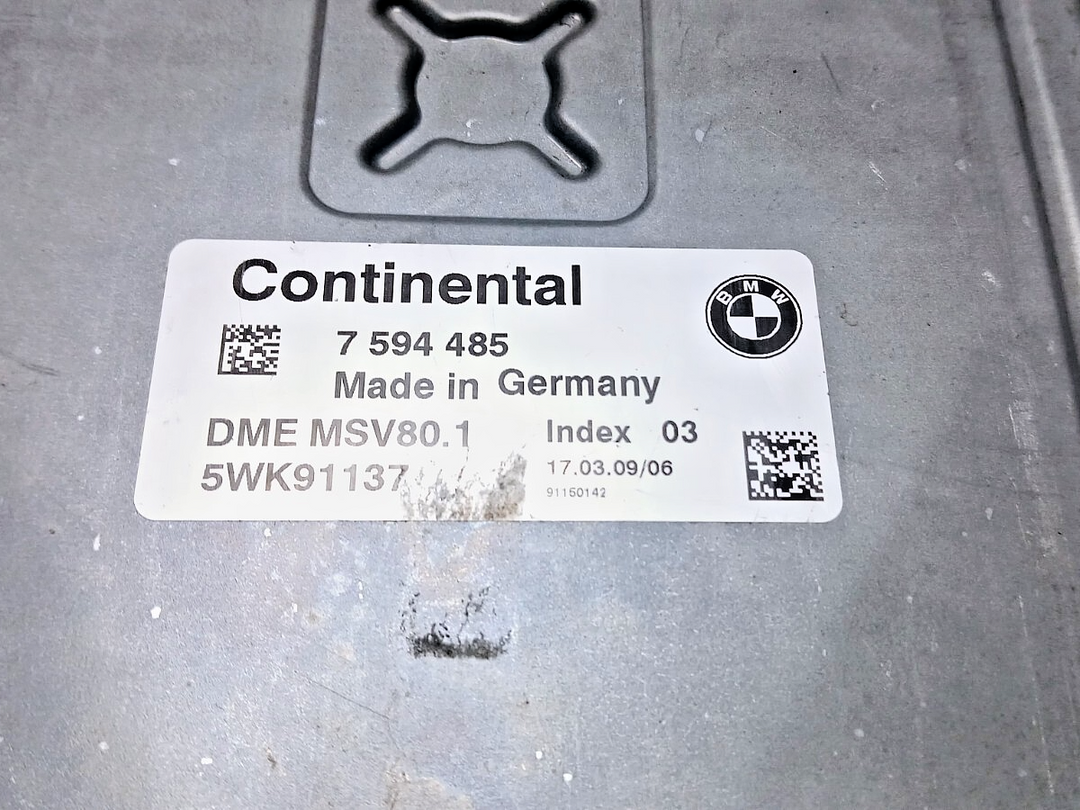 Continental
BMW
7 594 485
Made in Germany
DME MSV80.1
Index 03
5WK91137
17.03.09/06
91150142